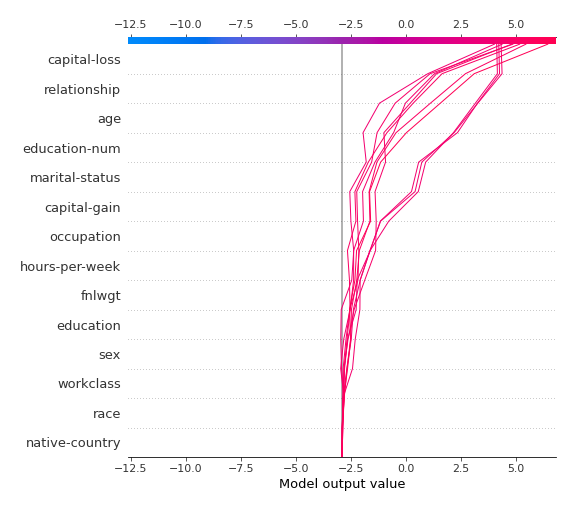 −12.5 −10.0 −7.5 −5.0 −2.5 0.0 2.5 5.0
capital-loss
relationship
age
education-num
marital-status
capital-gain
occupation
hours-per-week
fnlwgt
education
sex
workclass
race
native-country
−12.5 −10.0 −7.5 −5.0 −2.5 0.0 2.5 5.0
Model output value